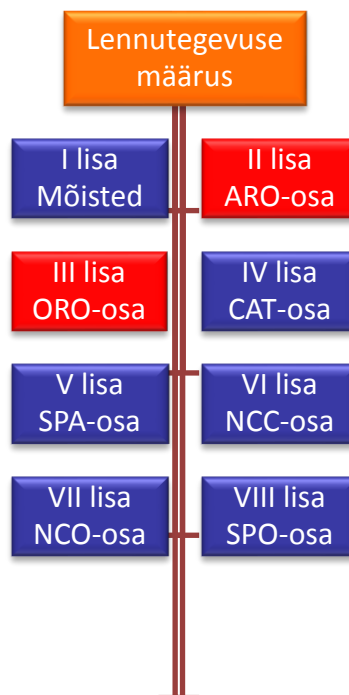 Lennutegevuse
määrus
I lisa
Mõisted
II lisa
ARO-osa
III lisa
ORO-osa
IV lisa
CAT-osa
V lisa
SPA-osa
VI lisa
NCC-osa
VII lisa
NCO-osa
VIII lisa
SPO-osa